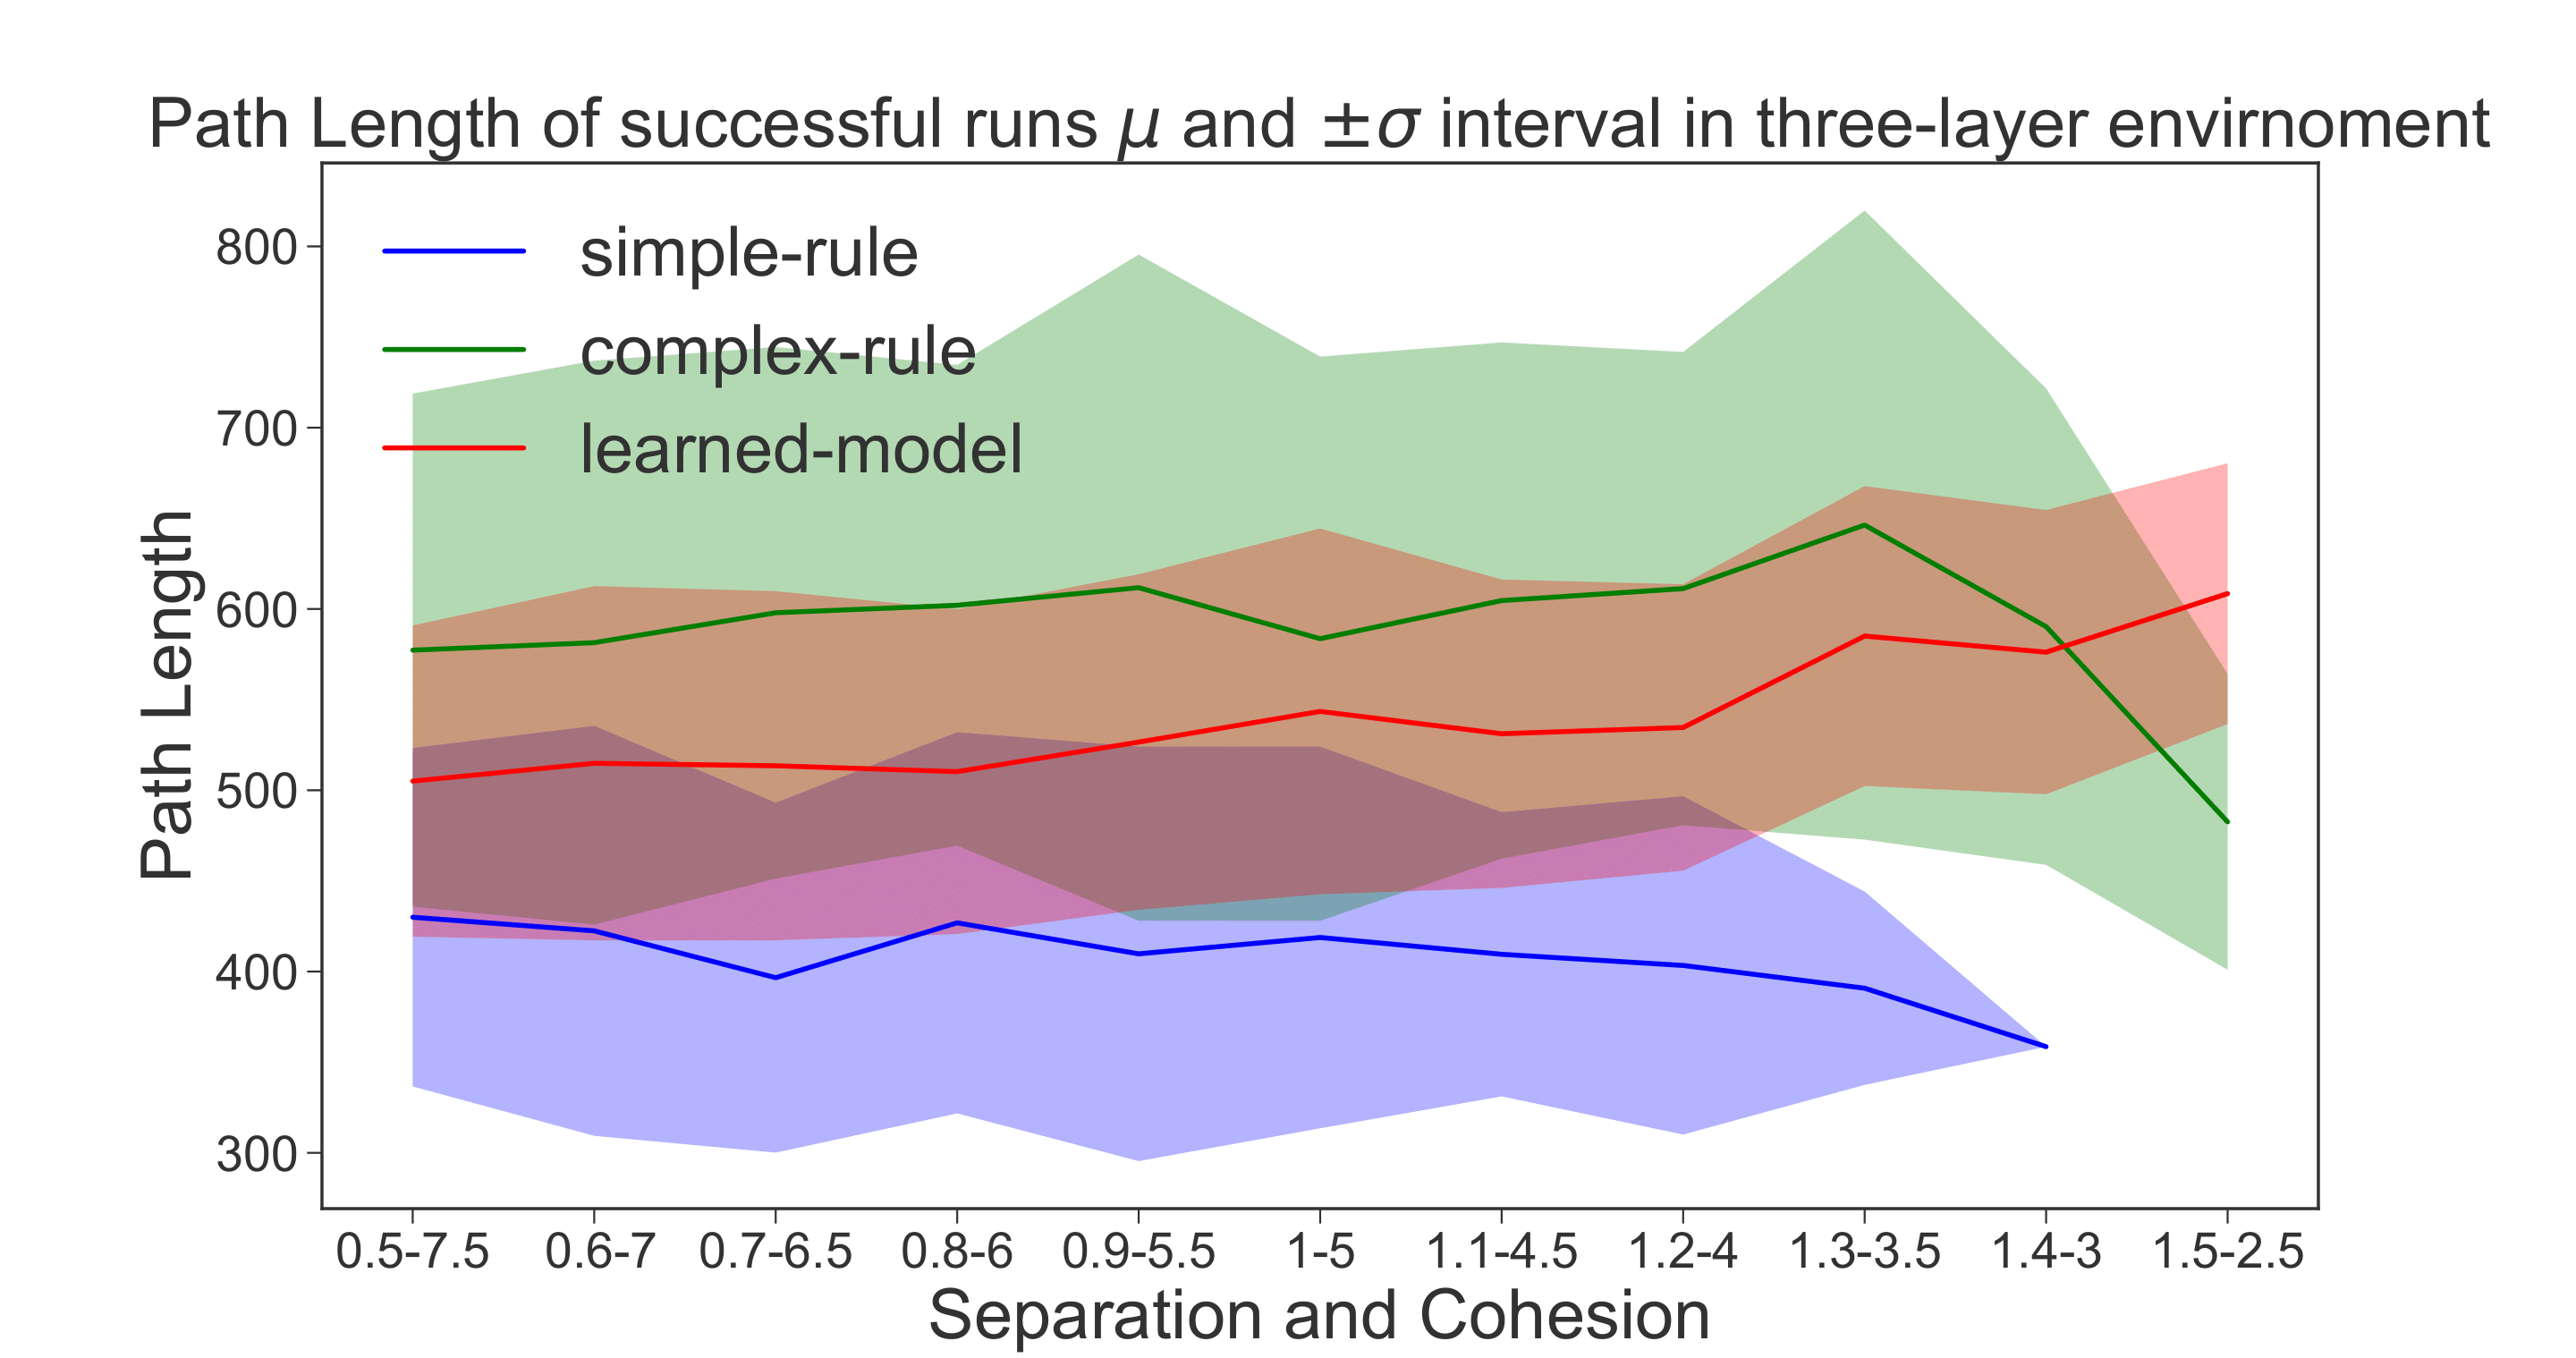 Path Length of successful runs μ and ±σ interval in three-layer envirnoment
simple-rule
complex-rule
learned-model
Path Length
800
700
600
500
400
300
0.5-7.5 0.6-7 0.7-6.5 0.8-6 0.9-5.5 1-5 1.1-4.5 1.2-4 1.3-3.5 1.4-3 1.5-2.5
Separation and Cohesion